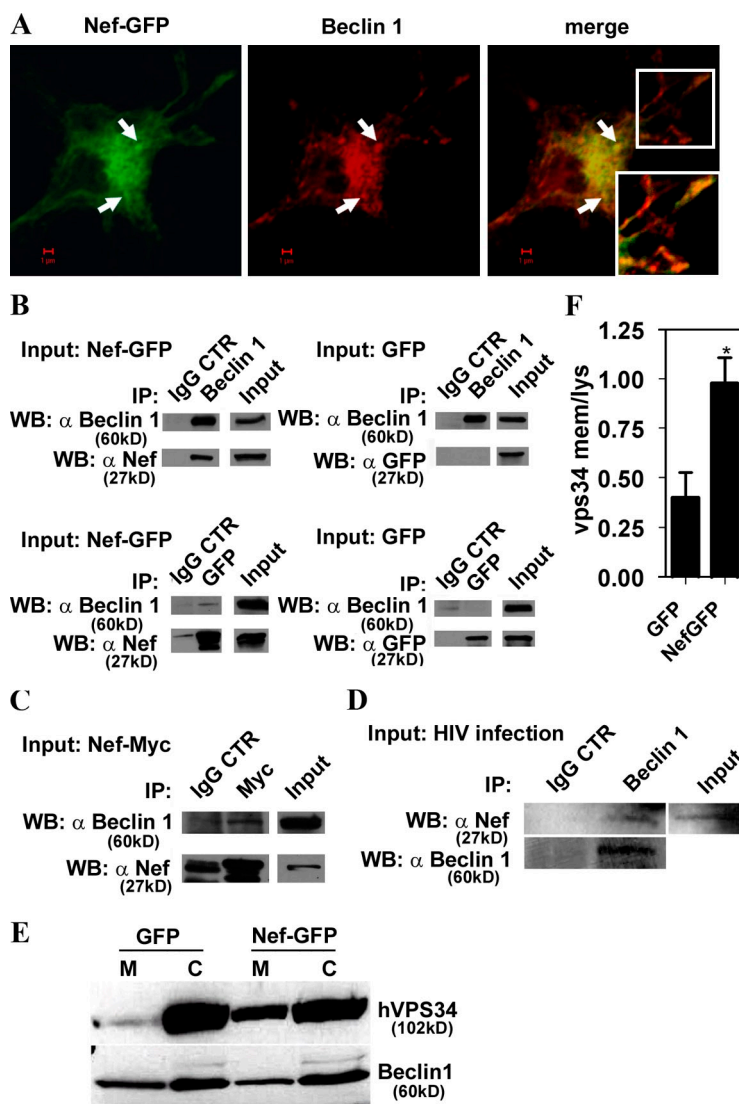 A
Nef-GFP
Beclin 1
merge
1 µm
1 µm
1 µm
B
Input: Nef-GFP
IP:
IgG CTR
Beclin 1
Input
WB: α Beclin 1
(60kD)
WB: α Nef
(27kD)
Input: GFP
IP:
IgG CTR
Beclin 1
Input
WB: α Beclin 1
(60kD)
WB: α GFP
(27kD)
Input: Nef-GFP
IP:
IgG CTR
GFP
Input
WB: α Beclin 1
(60kD)
WB: α Nef
(27kD)
Input: GFP
IP:
IgG CTR
GFP
Input
WB: α Beclin 1
(60kD)
WB: α GFP
(27kD)
F
vps34 mem/lys
1.25
1.00
0.50
0.25
0.00
*
GFP
NefGFP
C
Input: Nef-Myc
IP:
IgG CTR
Myc
Input
WB: α Beclin 1
(60kD)
WB: α Nef
(27kD)
D
Input: HIV infection
IP:
IgG CTR
Beclin 1
Input
WB: α Nef
(27kD)
WB: α Beclin 1
(60kD)
E
GFP
Nef-GFP
M C M C
hVPS34
(102kD)
Beclin1
(60kD)